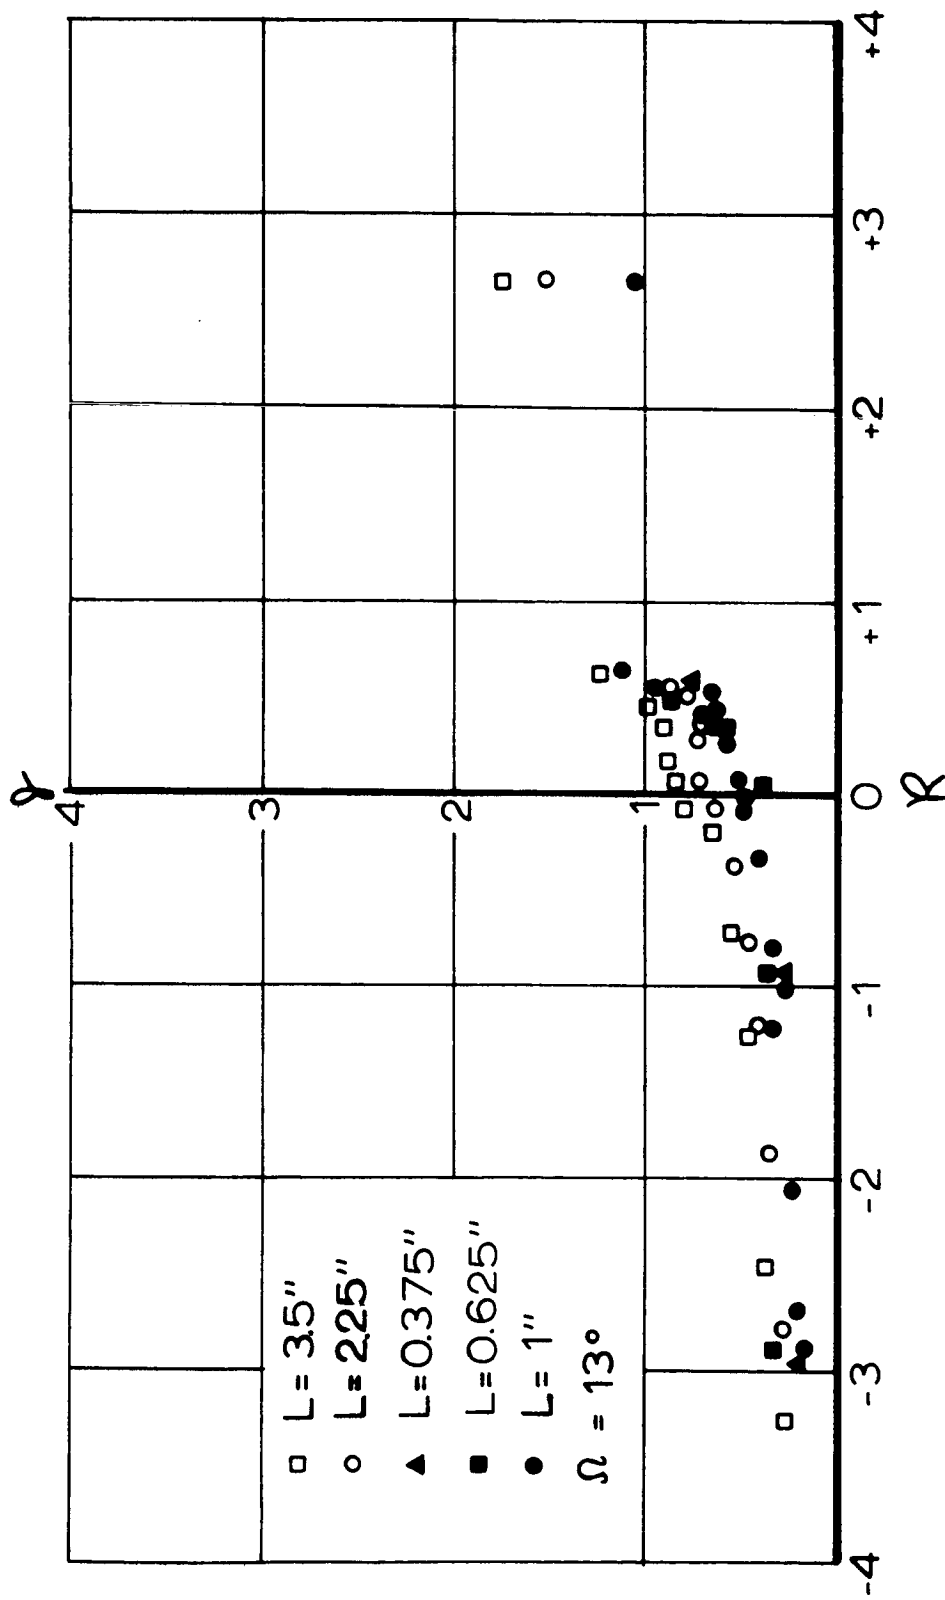 γ
4
3
2
1
□ L = 3.5"
○ L = 2.25"
▲ L = 0.375"
■ L = 0.625"
● L = 1"
Ω = 13°
-4
-3
-2
-1
0
+1
+2
+3
+4
R